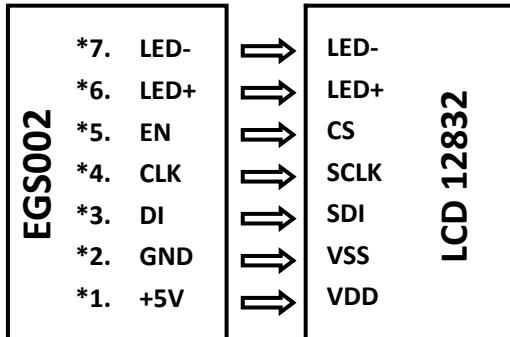 EGS002
*7. LED-
*6. LED+
*5. EN
*4. CLK
*3. DI
*2. GND
*1. +5V
LED-
LED+
CS
SCLK
SDI
VSS
VDD
LCD 12832